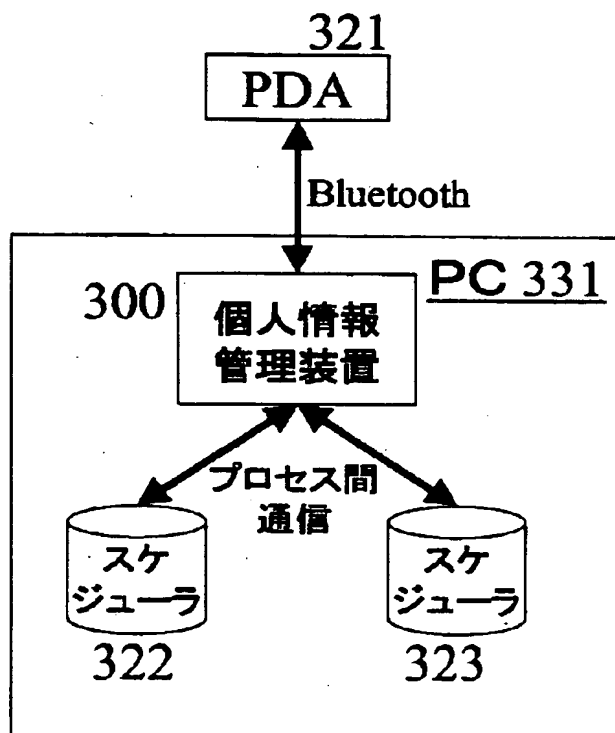 321
PDA
Bluetooth
PC 331
300
個人情報
管理装置
プロセス間
通信
スケ
ジューラ
322
スケ
ジューラ
323